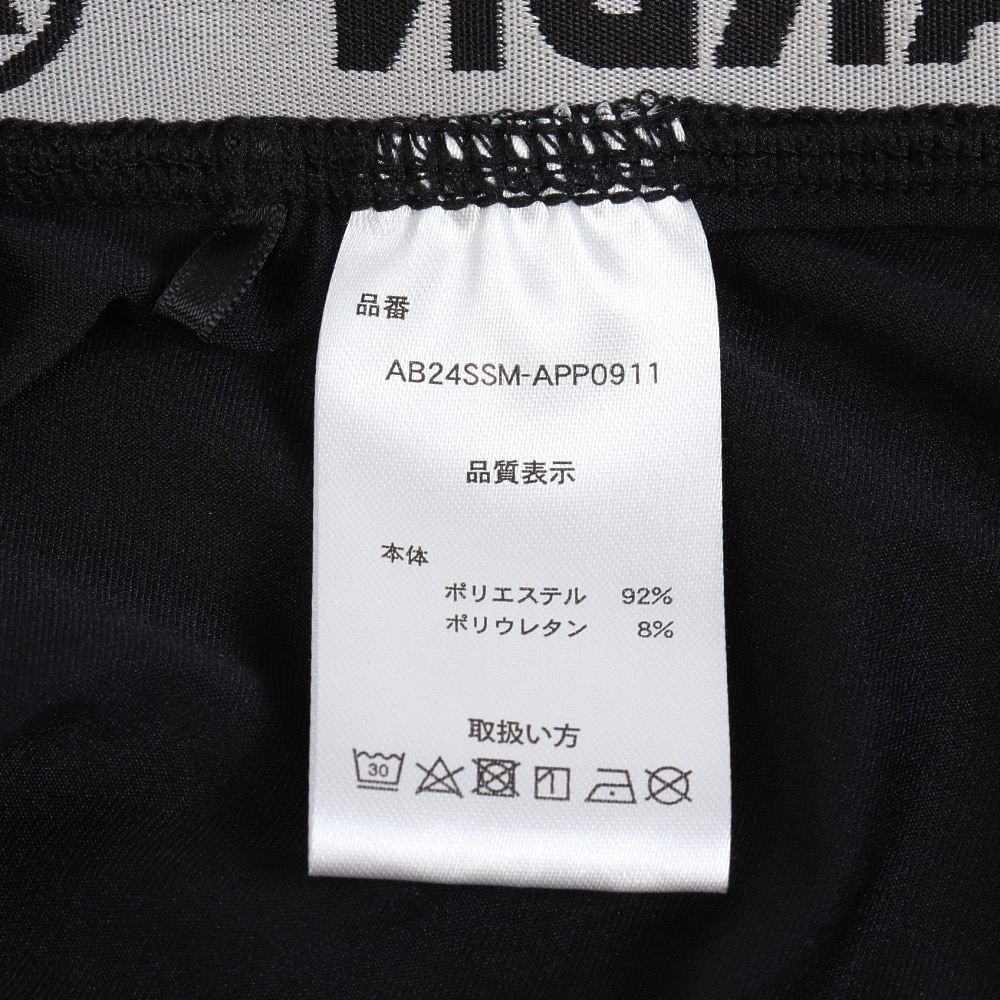 品番
AB24SSM-APP0911
品質表示
本体
ポリエステル 92%
ポリウレタン 8%
取扱い方
30